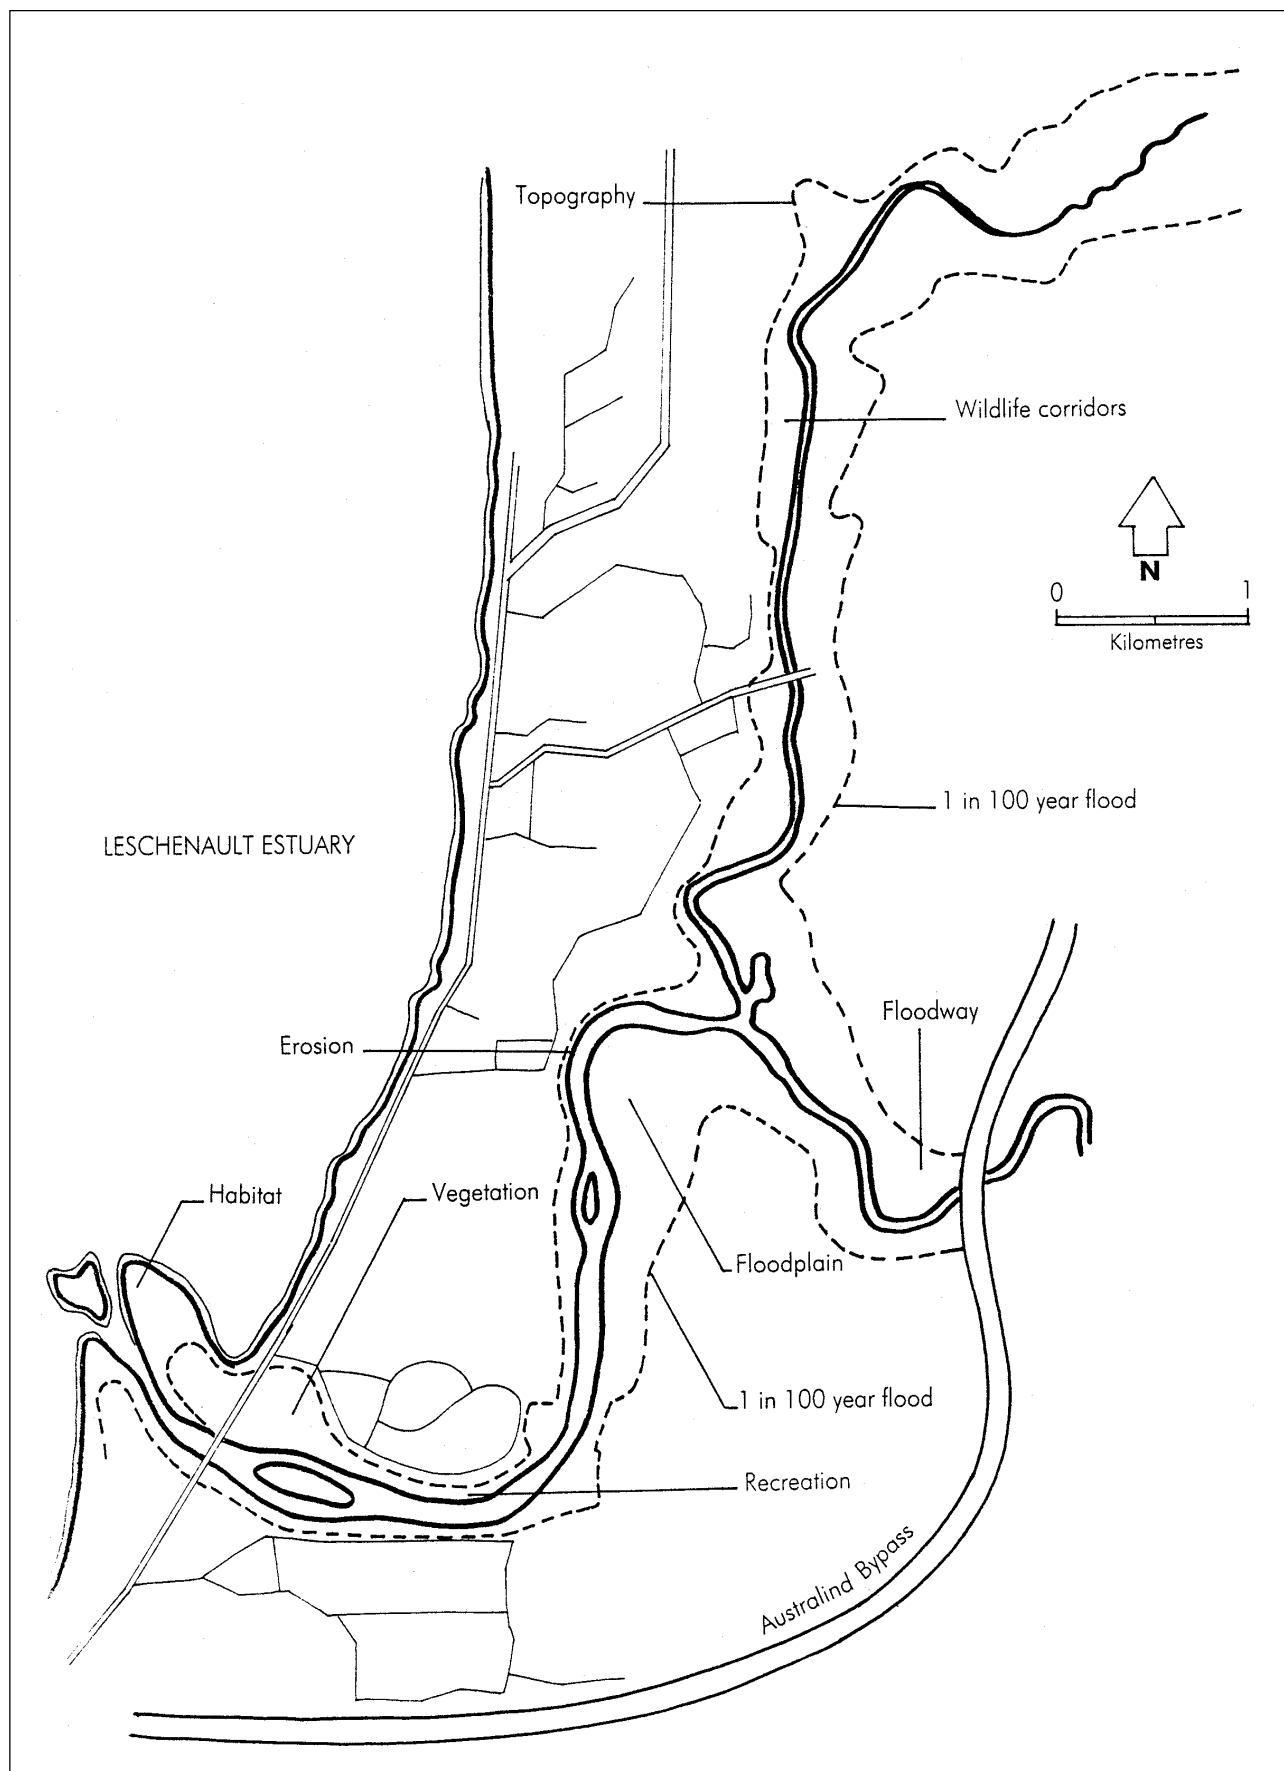 Topography
Wildlife corridors
N
0 1
Kilometres
1 in 100 year flood
LESCHENAULT ESTUARY
Floodway
Erosion
Habitat
Vegetation
Floodplain
1 in 100 year flood
Recreation
Australind Bypass